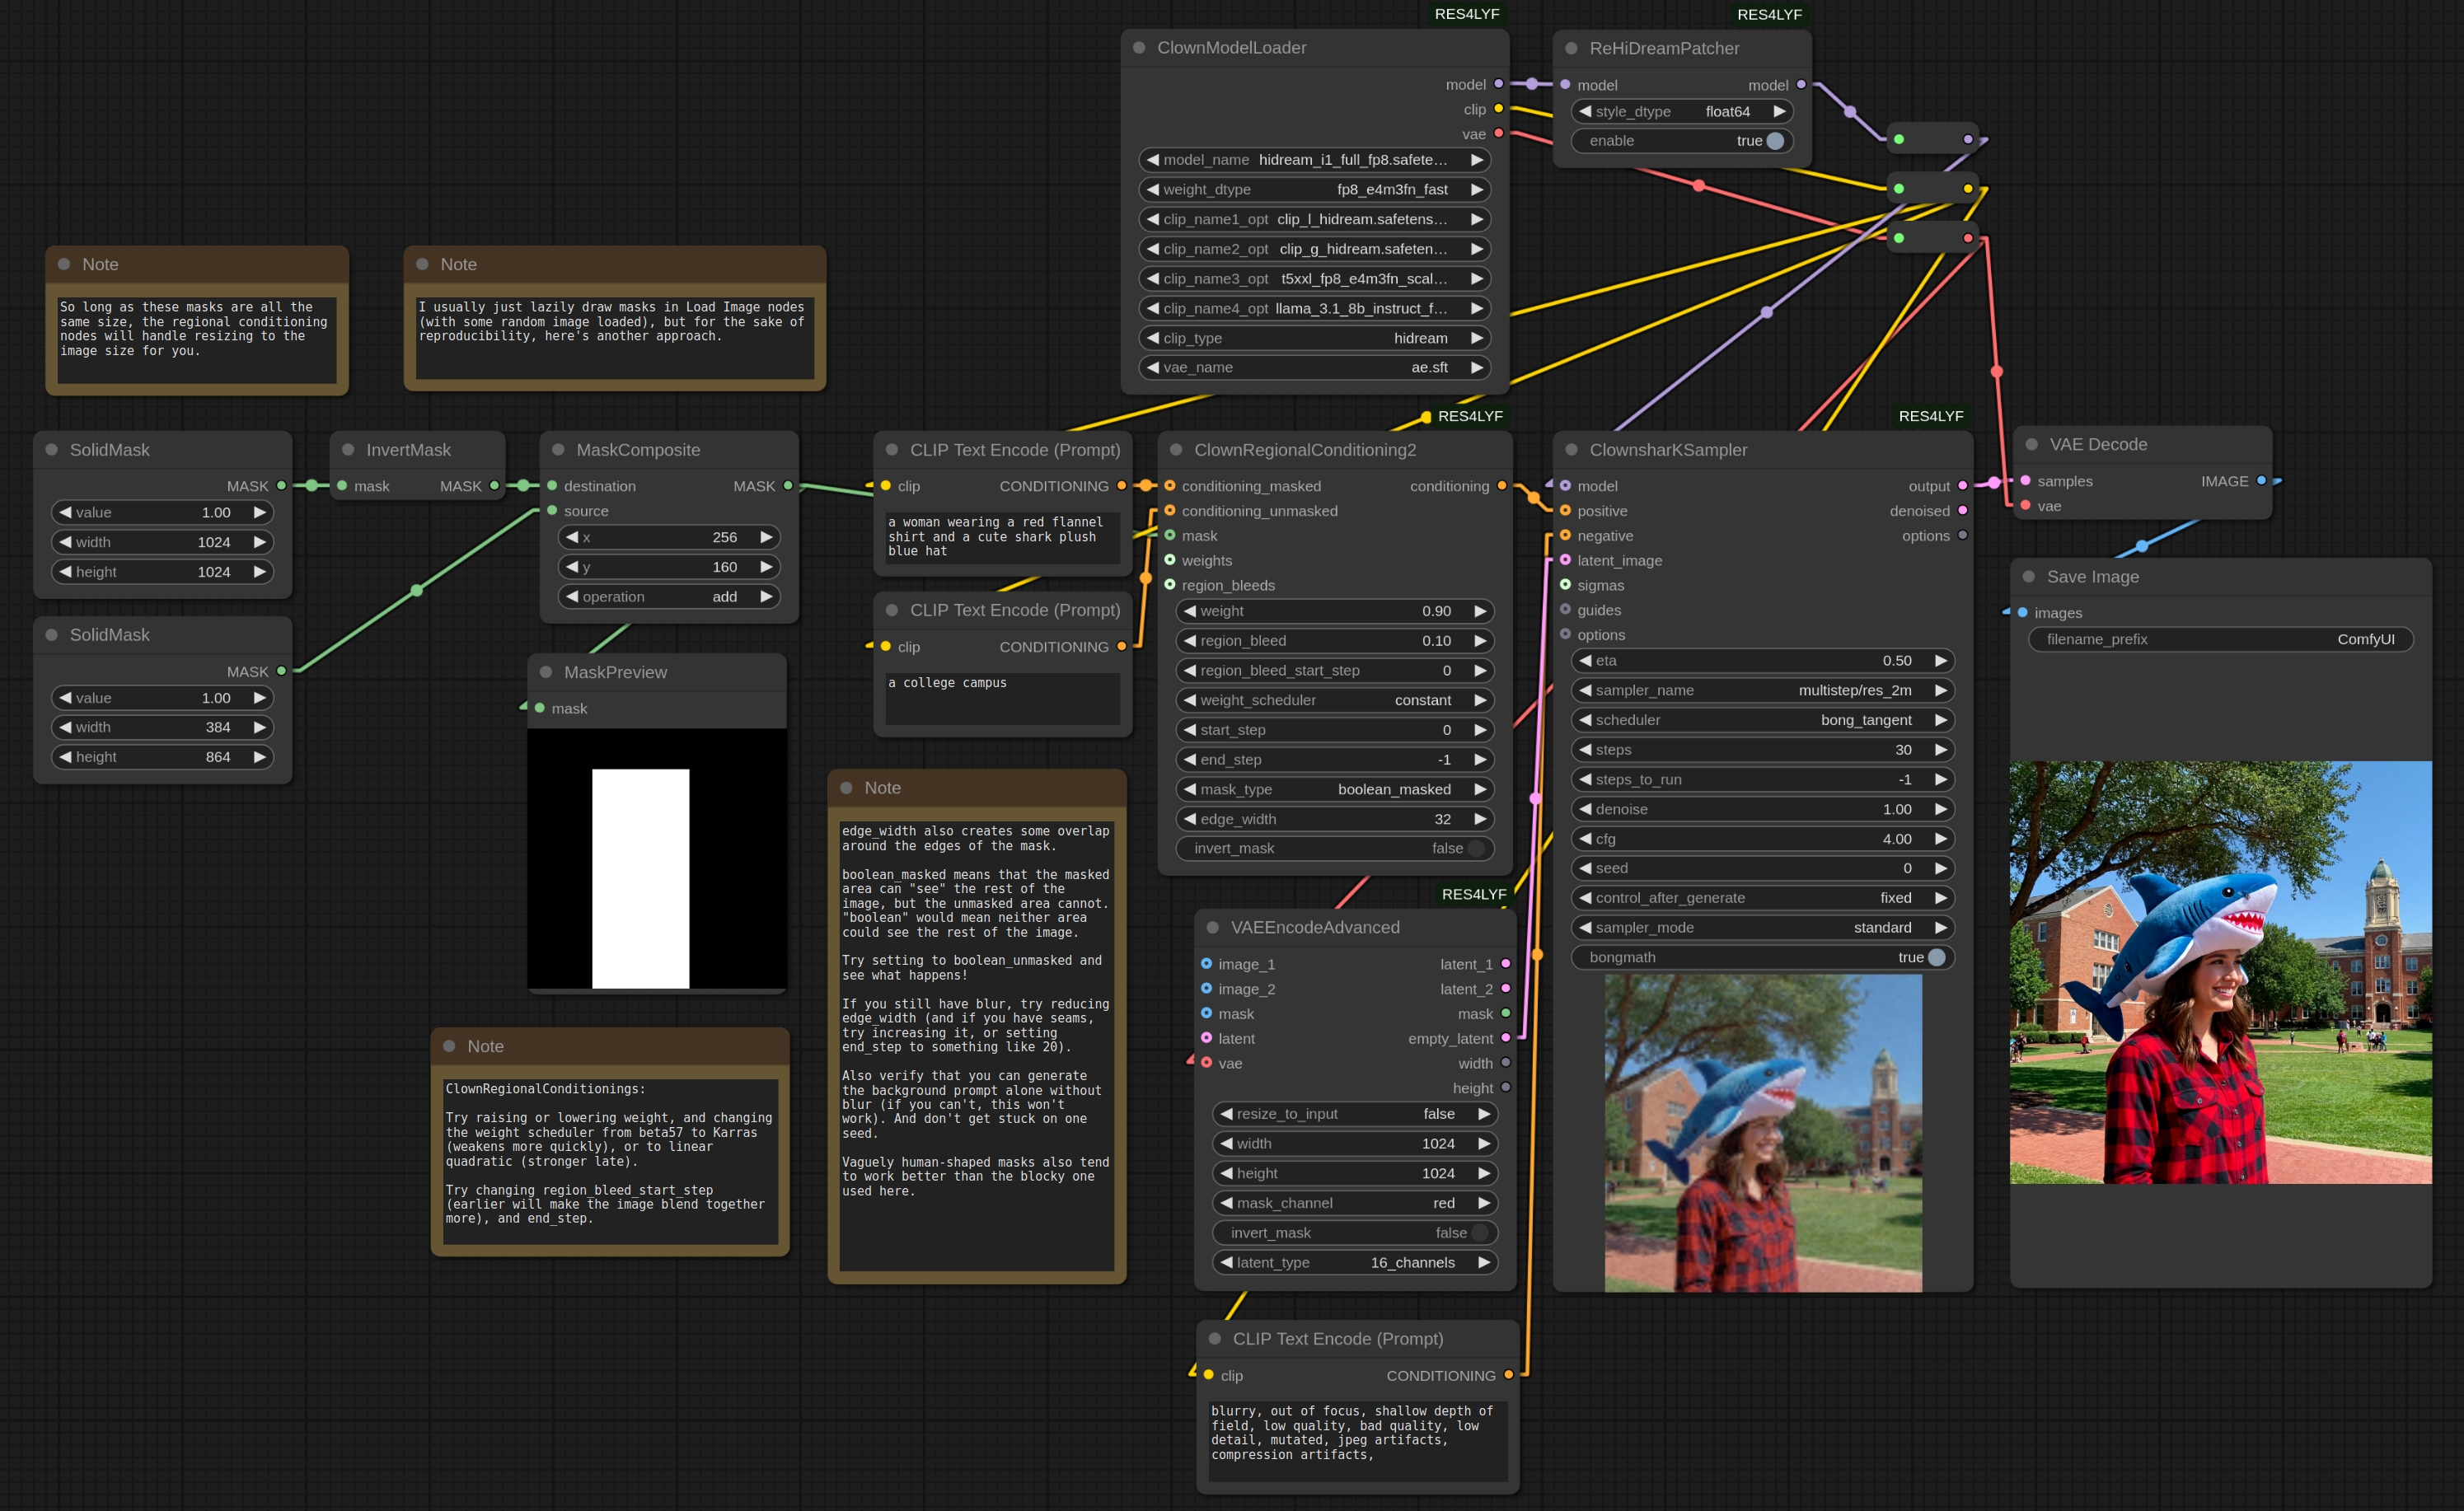 RES4LYF
ClownModelLoader
model
clip
vae
model_name hidream_i1_full_fp8.safete...
weight_dtype fp8_e4m3fn_fast
clip_name1_opt clip_l_hidream.safetens...
clip_name2_opt clip_g_hidream.safeten...
clip_name3_opt t5xxl_fp8_e4m3fn_scal...
clip_name4_opt llama_3.1_8b_instruct_f...
clip_type hidream
vae_name ae.sft
RES4LYF
ReHiDreamPatcher
model model
style_dtype float64
enable true
Note
So long as these masks are all the
same size, the regional conditioning
nodes will handle resizing to the
image size for you.
Note
I usually just lazily draw masks in Load Image nodes
(with some random image loaded), but for the sake of
reproducibility, here's another approach.
SolidMask
MASK
value 1.00
width 1024
height 1024
SolidMask
MASK
value 1.00
width 384
height 864
InvertMask
mask MASK
MaskComposite
destination MASK
source
x 256
y 160
operation add
MaskPreview
mask
Note
ClownRegionalConditionings:
Try raising or lowering weight, and changing
the weight scheduler from beta57 to Karras
(weakens more quickly), or to linear
quadratic (stronger late).
Try changing region_bleed_start_step
(earlier will make the image blend together
more), and end_step.
CLIP Text Encode (Prompt)
clip CONDITIONING
a woman wearing a red flannel
shirt and a cute shark plush
blue hat
CLIP Text Encode (Prompt)
clip CONDITIONING
a college campus
Note
edge_width also creates some overlap
around the edges of the mask.
boolean_masked means that the masked
area can "see" the rest of the
image, but the unmasked area cannot.
"boolean" would mean neither area
could see the rest of the image.
Try setting to boolean_unmasked and
see what happens!
If you still have blur, try reducing
edge_width (and if you have seams,
try increasing it, or setting
end_step to something like 20).
Also verify that you can generate
the background prompt alone without
blur (if you can't, this won't
work). And don't get stuck on one
seed.
Vaguely human-shaped masks also tend
to work better than the blocky one
used here.
RES4LYF
ClownRegionalConditioning2
conditioning_masked conditioning
conditioning_unmasked
mask
weights
region_bleeds
weight 0.90
region_bleed 0.10
region_bleed_start_step 0
weight_scheduler constant
start_step 0
end_step -1
mask_type boolean_masked
edge_width 32
invert_mask false
RES4LYF
VAEEncodeAdvanced
image_1 latent_1
image_2 latent_2
mask mask
latent empty_latent
vae width
height
resize_to_input false
width 1024
height 1024
mask_channel red
invert_mask false
latent_type 16_channels
CLIP Text Encode (Prompt)
clip CONDITIONING
blurry, out of focus, shallow depth of
field, low quality, bad quality, low
detail, mutated, jpeg artifacts,
compression artifacts,
RES4LYF
ClownsharKSampler
model output
positive denoised
negative options
latent_image
sigmas
guides
options
eta 0.50
sampler_name multistep/res_2m
scheduler bong_tangent
steps 30
steps_to_run -1
denoise 1.00
cfg 4.00
seed 0
control_after_generate fixed
sampler_mode standard
bongmath true
VAE Decode
samples IMAGE
vae
Save Image
images
filename_prefix ComfyUI